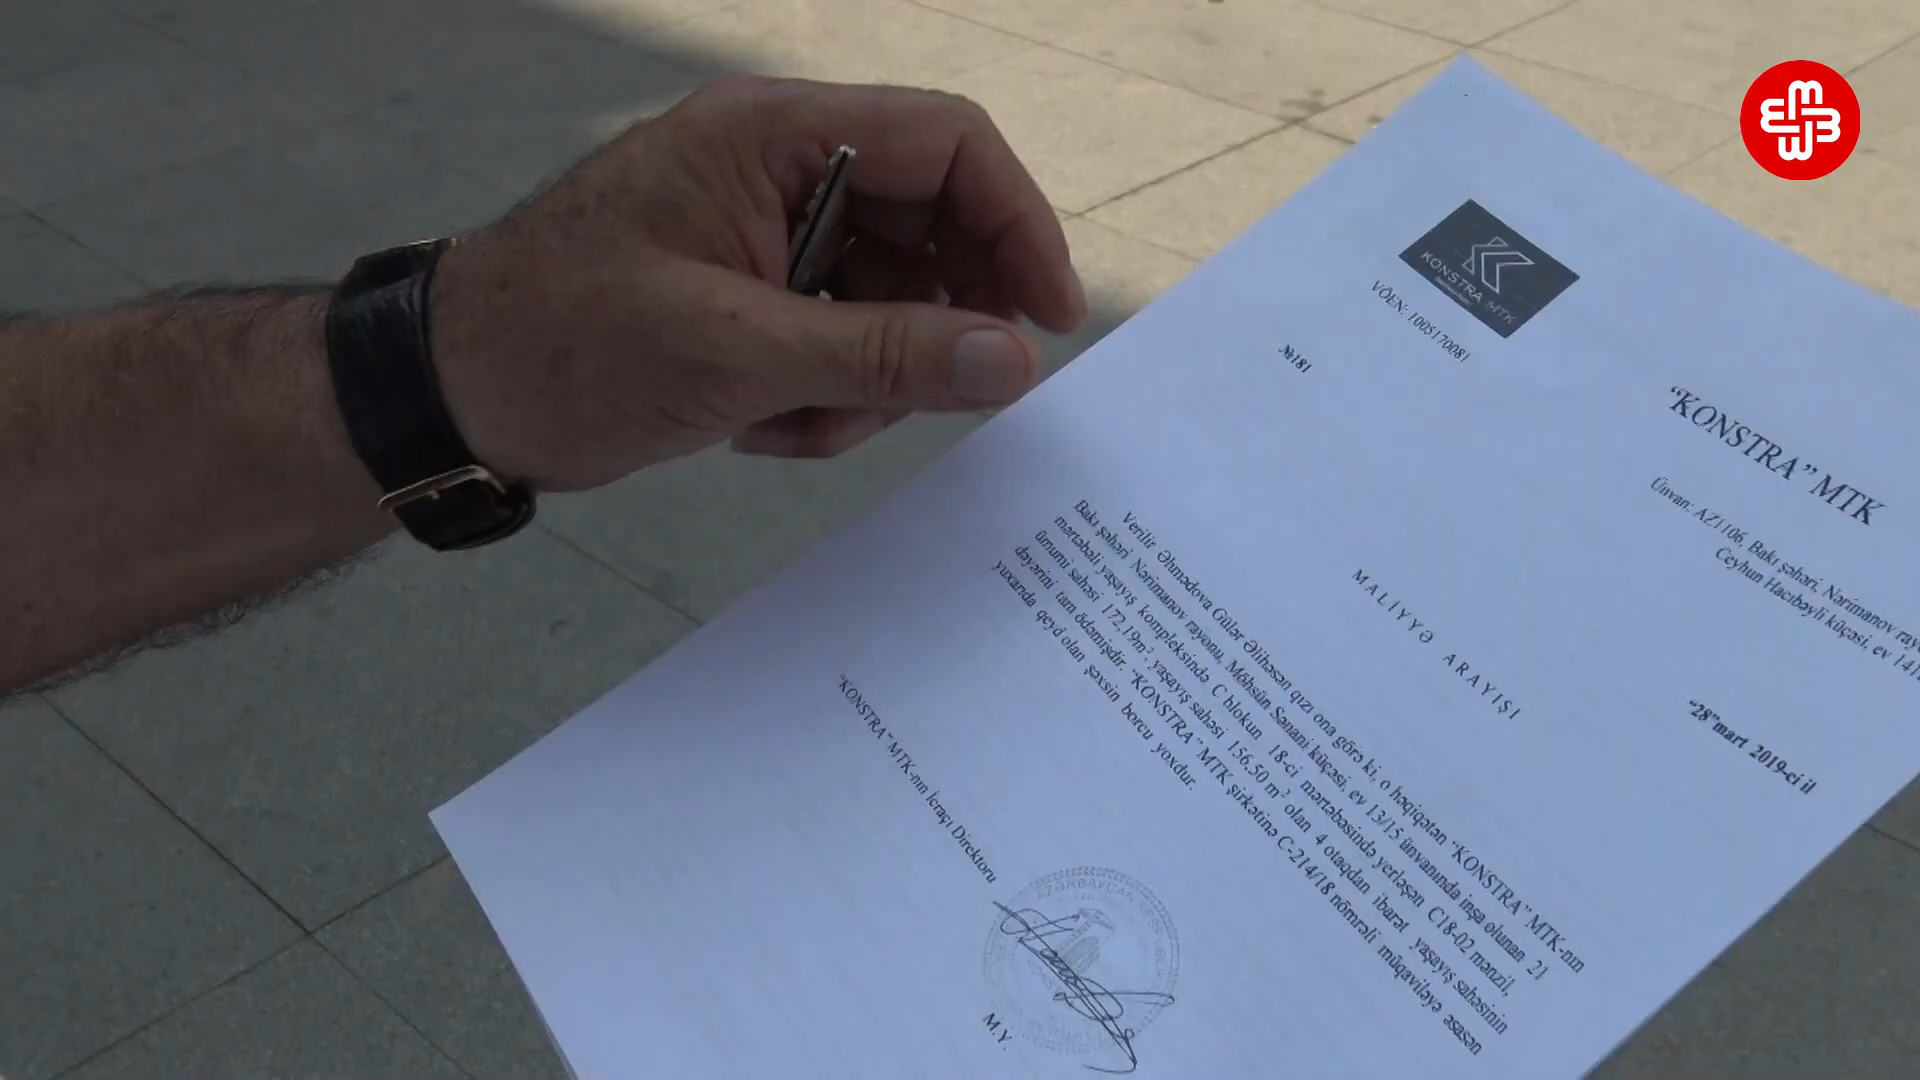 KONSTRA MTK
VÖEN: 1005170081
№181
"KONSTRA" MTK
Ünvan: AZ1106, Bakı şəhəri, Nərimanov
Ceyhun Hacıbəyli küçəsi, ev
"28"mart 2019-ci il
MALİYYƏ ARAYIŞI
Verilir Əhmədova Gülər Əlihəsən qızı ona görə ki, o həqiqətən "KONSTRA" MTK-nın
Bakı şəhəri Nərimanov rayonu, Möhsün Sənani küçəsi, ev 13/15 ünvanında inşa olunan 21
mərtəbəli yaşayış kompleksində C blokun 18-ci mərtəbəsində yerləşən C18-02 mənzil,
ümumi sahəsi 172,19m², yaşayış sahəsi 156,50 m² olan 4 otaqdan ibarət yaşayış sahəsinin
dəyərini tam ödəmişdir. "KONSTRA" MTK şirkətinə C-214/18 nömrəli müqaviləyə əsasən
yuxarıda qeyd olan şəxsin borcu yoxdur.
"KONSTRA" MTK-nın İcraçı Direktoru
AZƏRBAYCAN
M.Y.